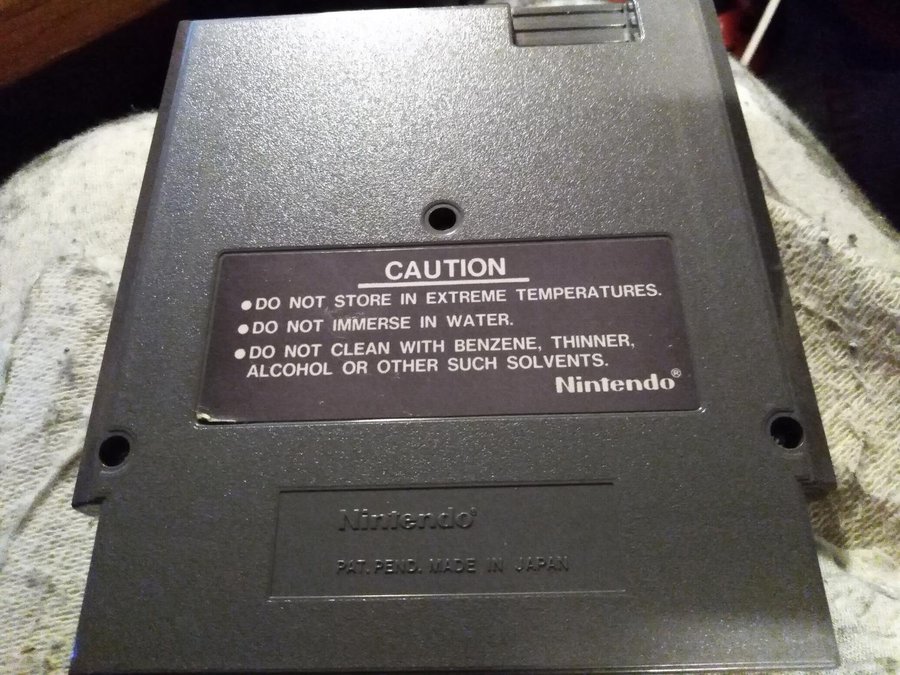 CAUTION
● DO NOT STORE IN EXTREME TEMPERATURES.
● DO NOT IMMERSE IN WATER.
● DO NOT CLEAN WITH BENZENE, THINNER,
ALCOHOL OR OTHER SUCH SOLVENTS.
Nintendo®
Nintendo®
PAT. PEND. MADE IN JAPAN